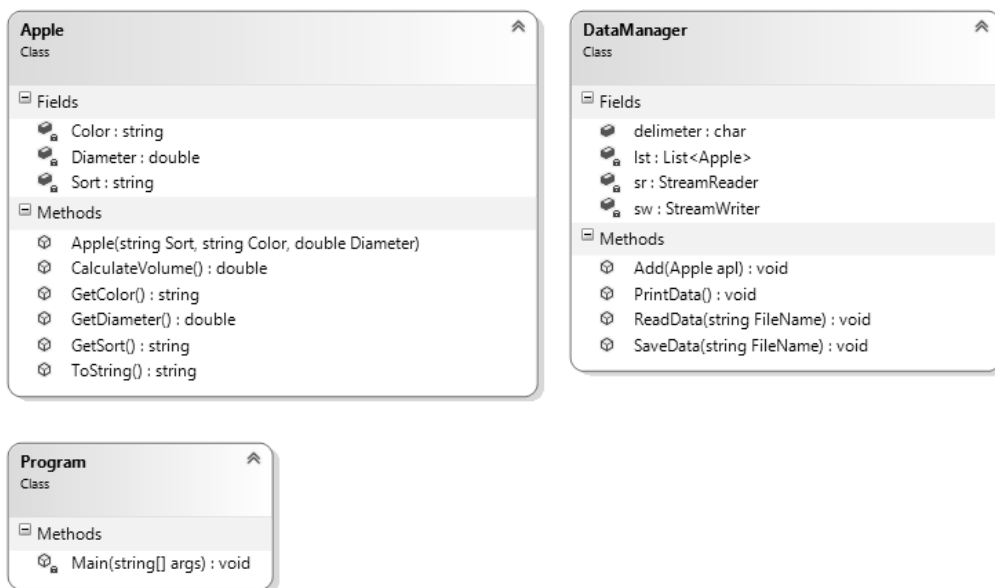 Apple
Class
Fields
Color : string
Diameter : double
Sort : string
Methods
Apple(string Sort, string Color, double Diameter)
CalculateVolume() : double
GetColor() : string
GetDiameter() : double
GetSort() : string
ToString() : string
DataManager
Class
Fields
delimeter : char
lst : List<Apple>
sr : StreamReader
sw : StreamWriter
Methods
Add(Apple apl) : void
PrintData() : void
ReadData(string FileName) : void
SaveData(string FileName) : void
Program
Class
Methods
Main(string[] args) : void